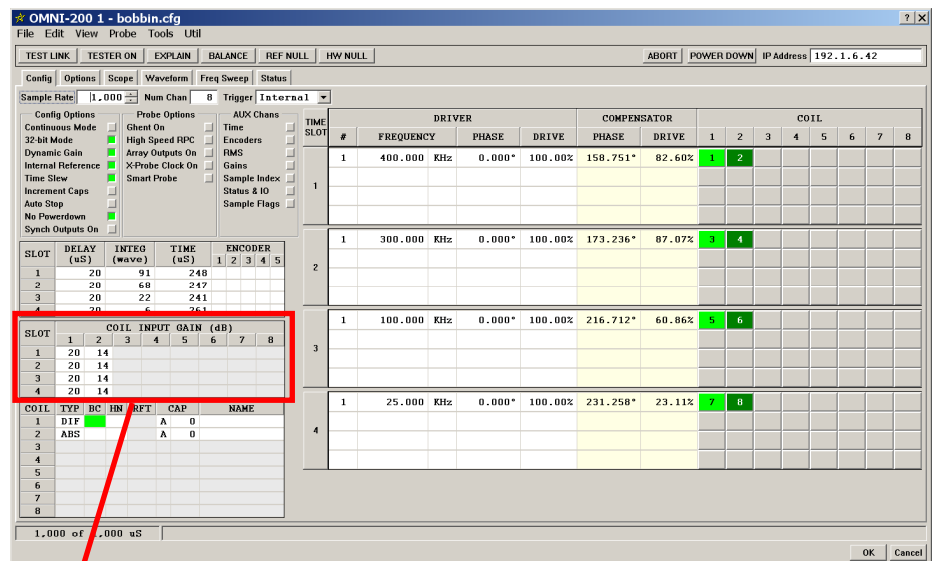 OMNI-200 1 - bobbin.cfg
? X
File Edit View Probe Tools Util
TEST LINK TESTER ON EXPLAIN BALANCE REF NULL HW NULL ABORT POWER DOWN IP Address 192.1.6.42
Config Options Scope Waveform Freq Sweep Status
Sample Rate 1,000 Num Chan 8 Trigger Internal
Config Options Probe Options AUX Chans
Continuous Mode Ghent On Time
32-bit Mode High Speed RPC Encoders
Dynamic Gain Array Outputs On RMS
Internal Reference X-Probe Clock On Gains
Time Slew Smart Probe Sample Index
Increment Caps Status & IO
Auto Stop Sample Flags
No Powerdown
Synch Outputs On
SLOT DELAY (uS) INTEG (wave) TIME (uS) ENCODER 1 2 3 4 5
1 20 91 248
2 20 68 247
3 20 22 241
4 20 6 261
SLOT COIL INPUT GAIN (dB)
1 2 3 4 5 6 7 8
1 20 14
2 20 14
3 20 14
4 20 14
COIL TYP BC HN RFT CAP NAME
1 DIF A 0
2 ABS A 0
3
4
5
6
7
8
TIME SLOT DRIVER COMPENSATOR COIL
# FREQUENCY PHASE DRIVE PHASE DRIVE 1 2 3 4 5 6 7 8
1 1 400.000 KHz 0.000° 100.00% 158.751° 82.60% 1 2
2 1 300.000 KHz 0.000° 100.00% 173.236° 87.07% 3 4
3 1 100.000 KHz 0.000° 100.00% 216.712° 60.86% 5 6
4 1 25.000 KHz 0.000° 100.00% 231.258° 23.11% 7 8
1,000 of 1,000 uS
OK Cancel